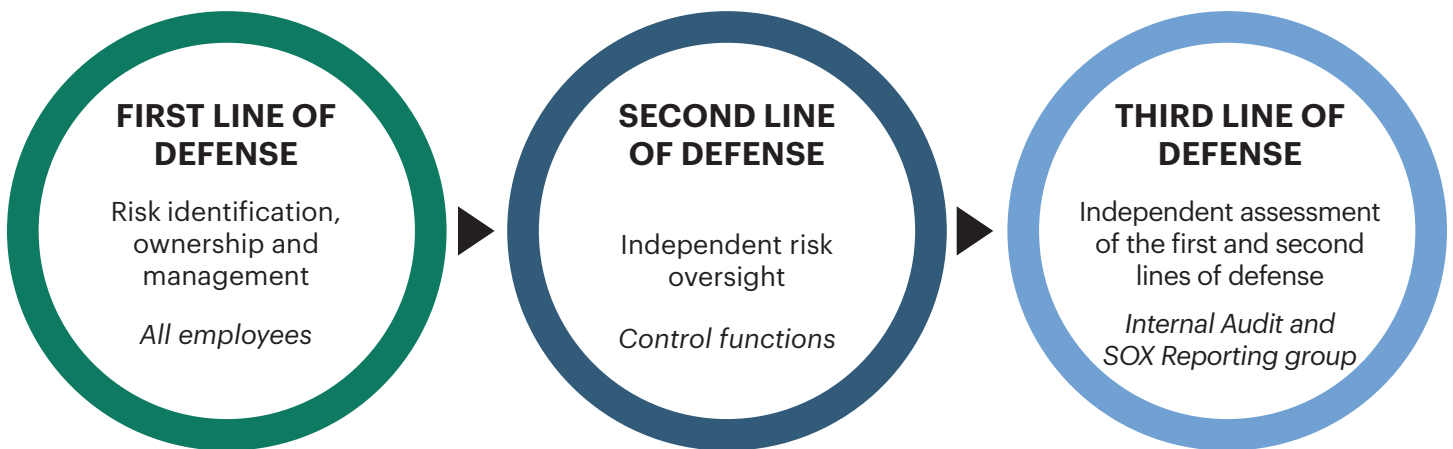 FIRST LINE OF
DEFENSE
Risk identification,
ownership and
management
All employees
SECOND LINE
OF DEFENSE
Independent risk
oversight
Control functions
THIRD LINE OF
DEFENSE
Independent assessment
of the first and second
lines of defense
Internal Audit and
SOX Reporting group